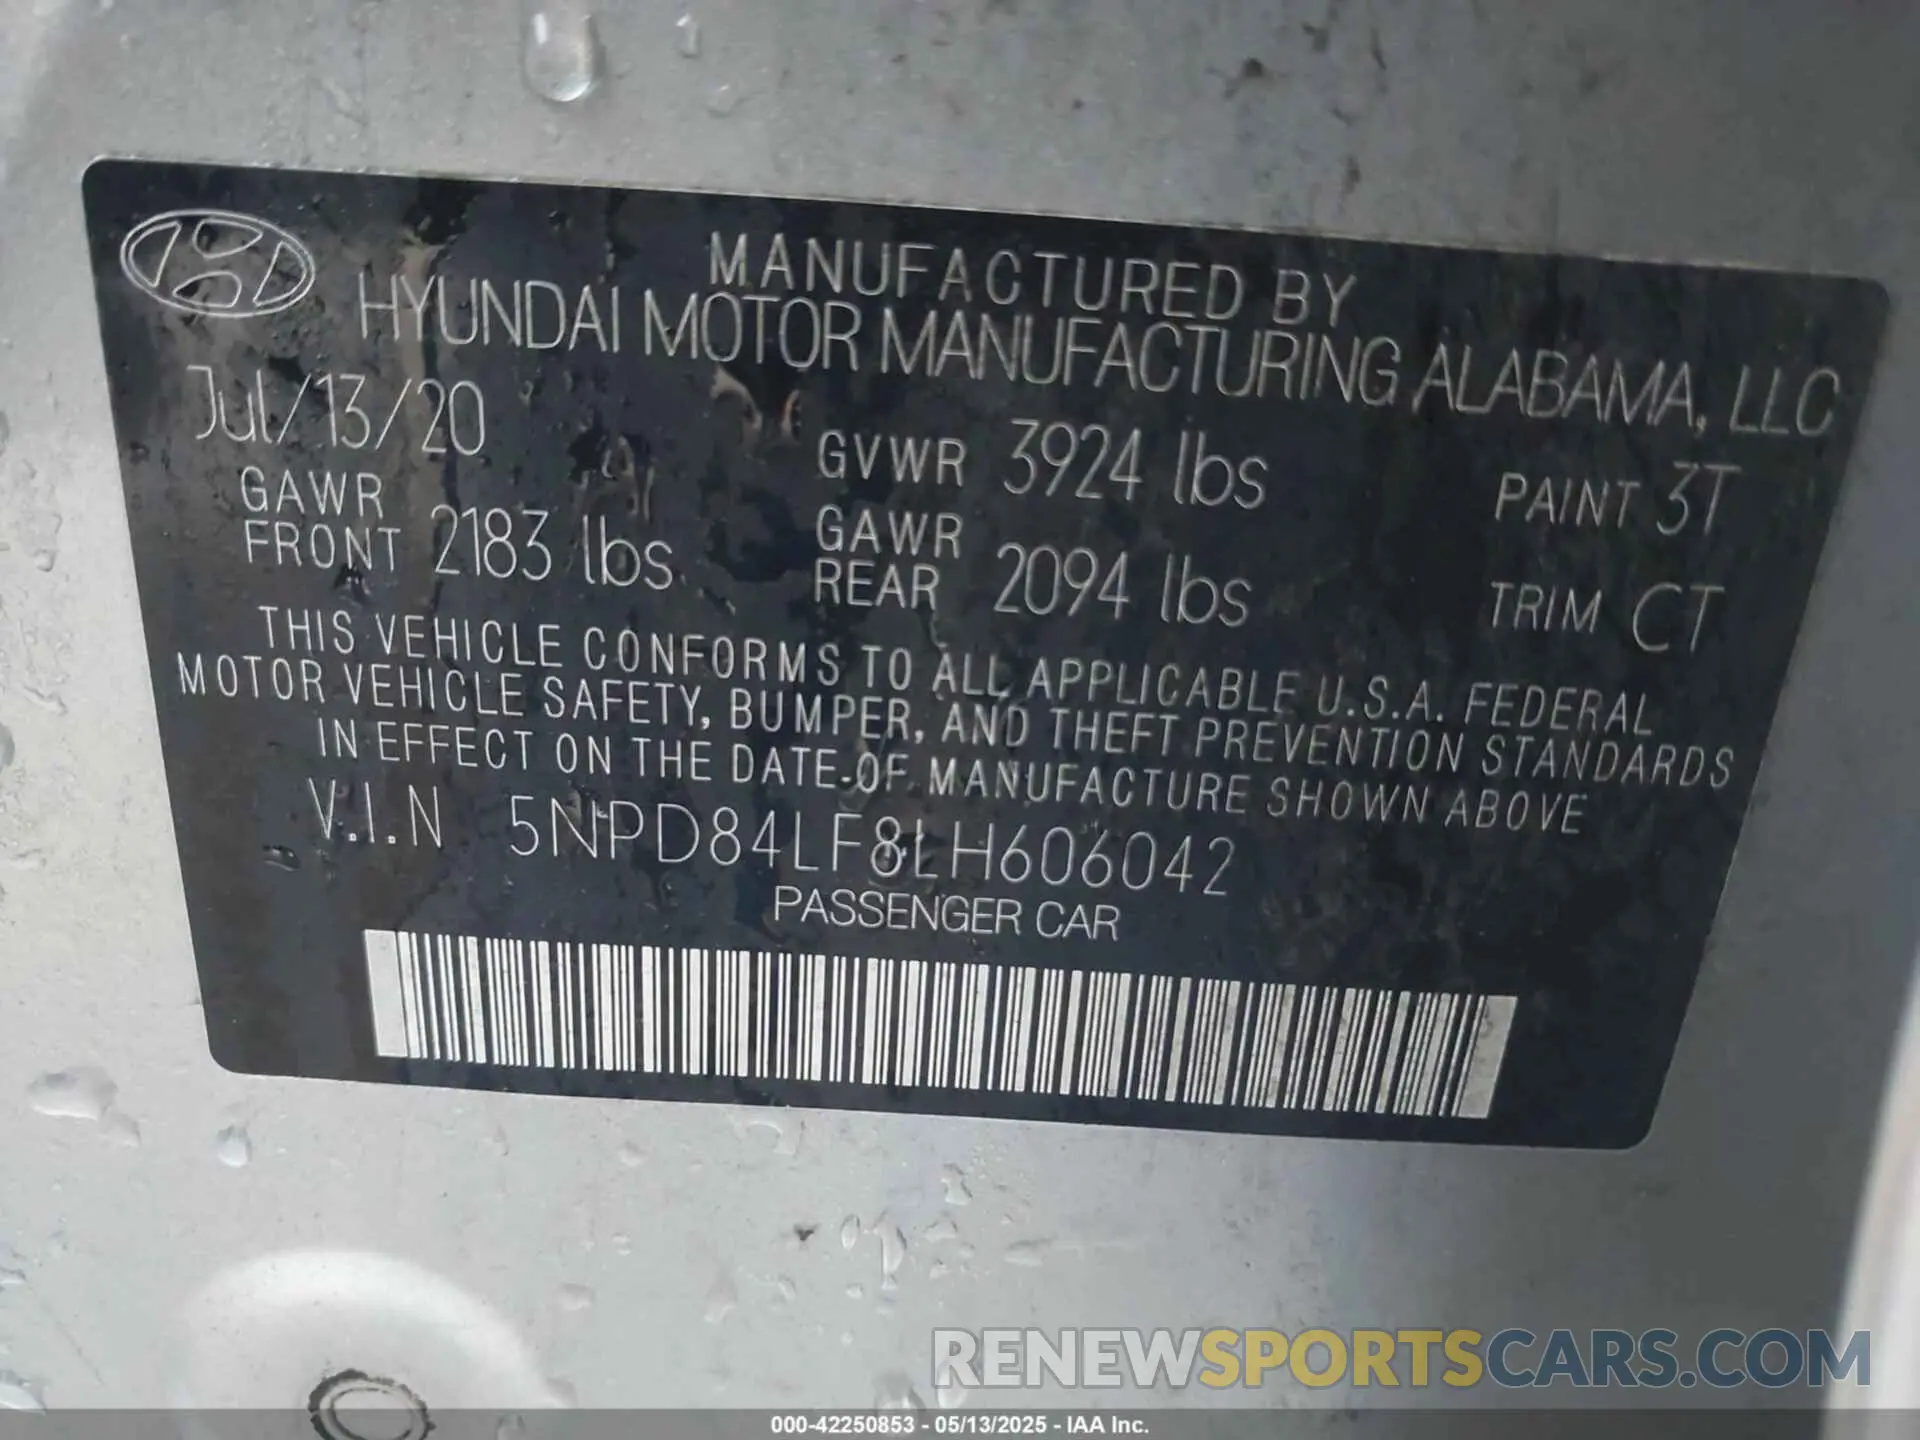 MANUFACTURED BY
HYUNDAI MOTOR MANUFACTURING ALABAMA, LLC
Jul/13/20 GVWR 3924 lbs PAINT 3T
GAWR FRONT 2183 lbs GAWR REAR 2094 lbs TRIM CT
THIS VEHICLE CONFORMS TO ALL APPLICABLE U.S.A. FEDERAL
MOTOR VEHICLE SAFETY, BUMPER, AND THEFT PREVENTION STANDARDS
IN EFFECT ON THE DATE OF MANUFACTURE SHOWN ABOVE
V.I.N 5NPD84LF8LH606042
PASSENGER CAR
RENEWSPORTSCARS.COM
000-42250853 - 05/13/2025 - IAA Inc.